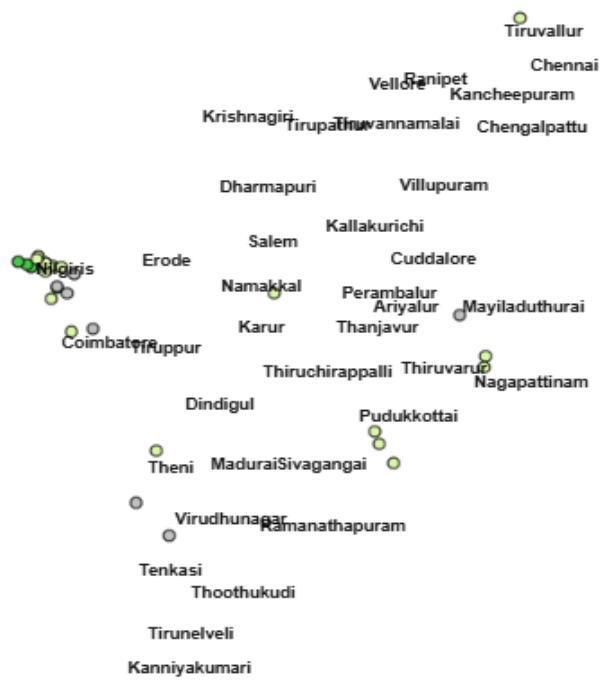 Tiruvallur
Chennai
Ranipet
Vellore
Kancheepuram
Krishnagiri
Tirupathur
Tiruvannamalai
Chengalpattu
Dharmapuri
Villupuram
Kallakurichi
Salem
Cuddalore
Erode
Nilgiris
Namakkal
Perambalur
Ariyalur
Mayiladuthurai
Karur
Thanjavur
Coimbatore
Tiruppur
Thiruchirappalli
Thiruvarur
Nagapattinam
Dindigul
Pudukkottai
Theni
Madurai
Sivagangai
Virudhunagar
Ramanathapuram
Tenkasi
Thoothukudi
Tirunelveli
Kanniyakumari